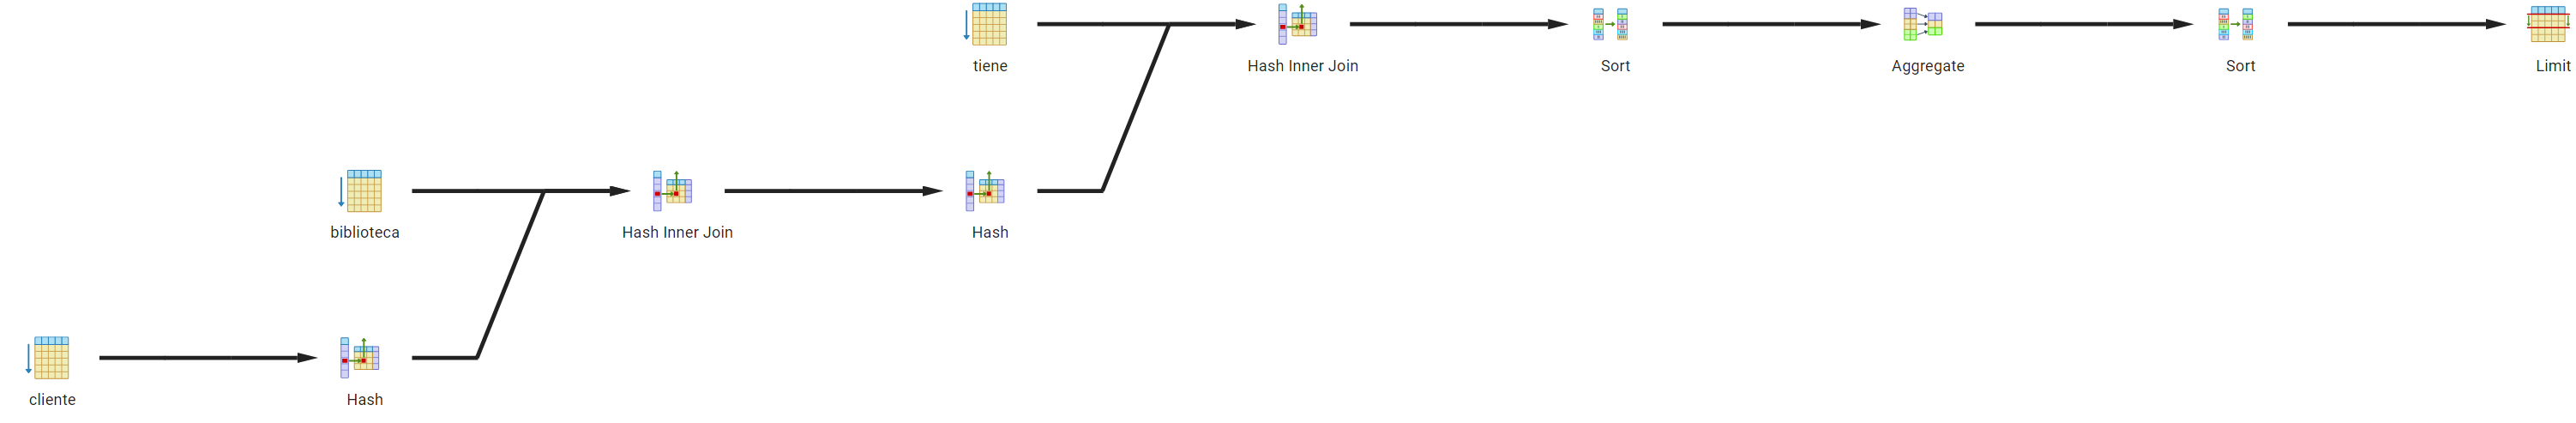 tiene
Hash Inner Join
Sort
Aggregate
Sort
Limit
biblioteca
Hash Inner Join
Hash
cliente
Hash